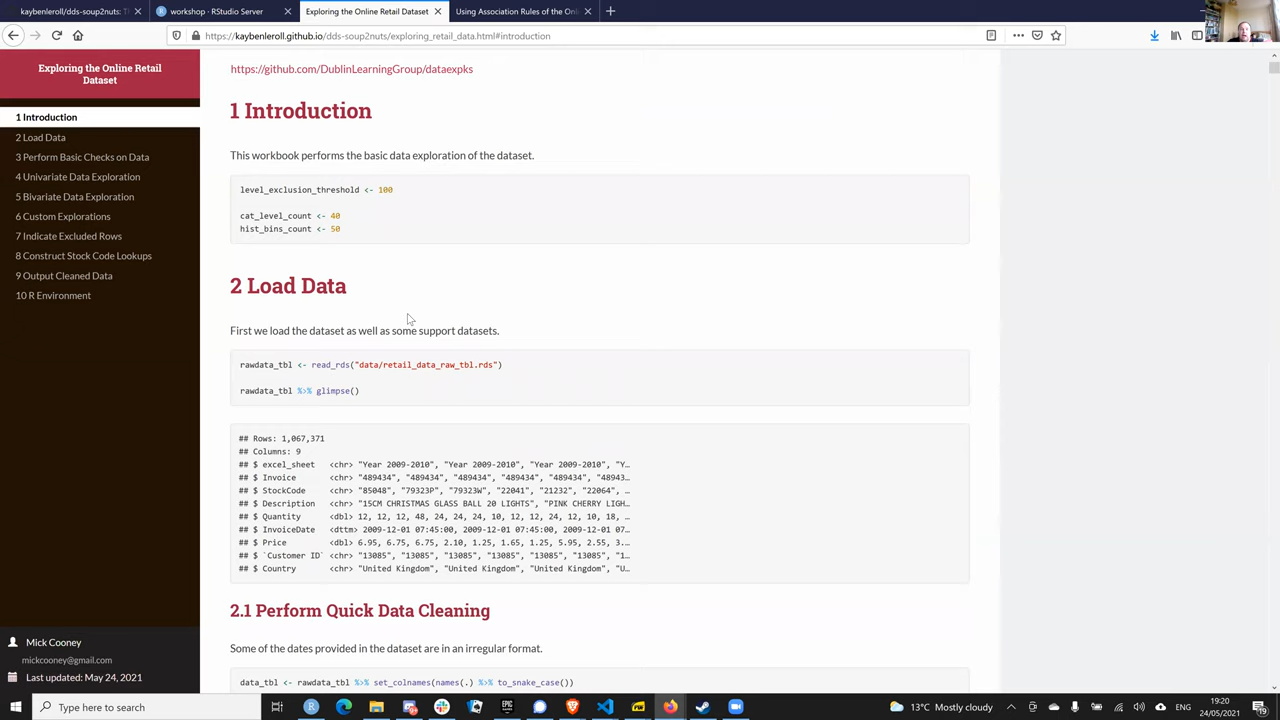 kaybenleroll/dds-soup2nuts: T
workshop - RStudio Server
Exploring the Online Retail Dataset
Using Association Rules of the On
https://kaybenleroll.github.io/dds-soup2nuts/exploring_retail_data.html#introduction
Exploring the Online Retail
Dataset
1 Introduction
2 Load Data
3 Perform Basic Checks on Data
4 Univariate Data Exploration
5 Bivariate Data Exploration
6 Custom Explorations
7 Indicate Excluded Rows
8 Construct Stock Code Lookups
9 Output Cleaned Data
10 R Environment
Mick Cooney
mickcooney@gmail.com
Last updated: May 24, 2021
https://github.com/DublinLearningGroup/dataexpks
1 Introduction
This workbook performs the basic data exploration of the dataset.
level_exclusion_threshold <- 100
cat_level_count <- 40
hist_bins_count <- 50
2 Load Data
First we load the dataset as well as some support datasets.
rawdata_tbl <- read_rds("data/retail_data_raw_tbl.rds")
rawdata_tbl %>% glimpse()
## Rows: 1,067,371
## Columns: 9
## $ excel_sheet <chr> "Year 2009-2010", "Year 2009-2010", "Year 2009-2010", "Y…
## $ Invoice <chr> "489434", "489434", "489434", "489434", "489434", "48943…
## $ StockCode <chr> "85048", "79323P", "79323W", "22041", "21232", "22064", …
## $ Description <chr> "15CM CHRISTMAS GLASS BALL 20 LIGHTS", "PINK CHERRY LIGH…
## $ Quantity <dbl> 12, 12, 12, 48, 24, 24, 24, 10, 12, 12, 24, 12, 10, 18, …
## $ InvoiceDate <dttm> 2009-12-01 07:45:00, 2009-12-01 07:45:00, 2009-12-01 07…
## $ Price <dbl> 6.95, 6.75, 6.75, 2.10, 1.25, 1.65, 1.25, 5.95, 2.55, 3.…
## $ `Customer ID` <chr> "13085", "13085", "13085", "13085", "13085", "13085", "1…
## $ Country <chr> "United Kingdom", "United Kingdom", "United Kingdom", "U…
2.1 Perform Quick Data Cleaning
Some of the dates provided in the dataset are in an irregular format.
data_tbl <- rawdata_tbl %>% set_colnames(names(.) %>% to_snake_case())
Type here to search
13°C Mostly cloudy
ENG
19:20
24/05/2021